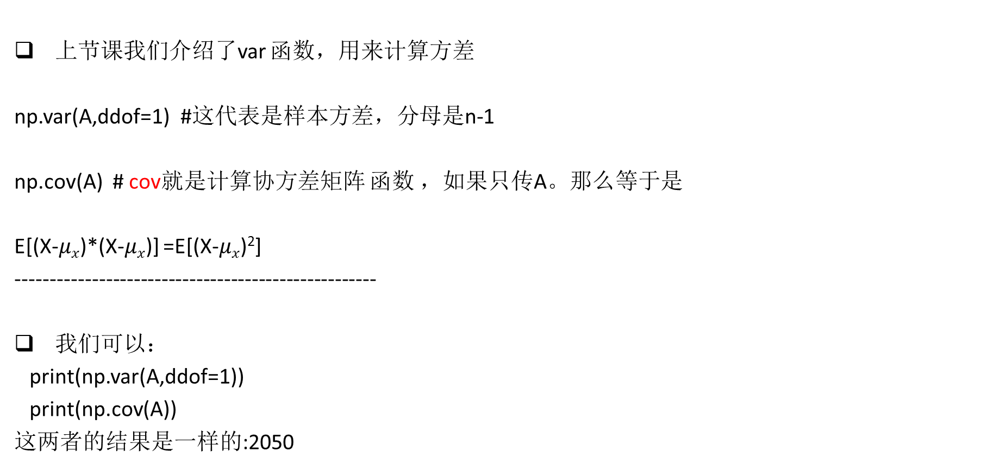 ❑ 上节课我们介绍了var 函数，用来计算方差
np.var(A,ddof=1) #这代表是样本方差，分母是n-1
np.cov(A) # cov就是计算协方差矩阵 函数 ，如果只传A。那么等于是
E[(X-𝜇ₓ)*(X-𝜇ₓ)] =E[(X-𝜇ₓ)²]
---------------------------------------------------
❑ 我们可以：
print(np.var(A,ddof=1))
print(np.cov(A))
这两者的结果是一样的:2050